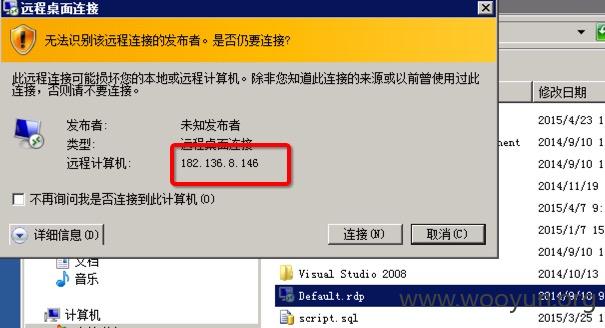 远程桌面连接
无法识别该远程连接的发布者。是否仍要连接?
此远程连接可能损坏您的本地或远程计算机。除非您知道此连接的来源或以前曾使用过此
连接，否则请不要连接。
发布者: 未知发布者
类型: 远程桌面连接
远程计算机: 182.136.8.146
不再询问我是否连接到此计算机(O)
详细信息(D)
连接(N)
取消(C)
修改日期
2015/4/23 1
2014/9/10 1
2014/11/19
2015/4/7 9:
2015/1/7 15
2014/9/10 1
文档
音乐
计算机
Visual Studio 2008 2014/10/13
Default.rdp 2014/9/18 9
script.sql 2015/3/25 1
www.wooyun.org